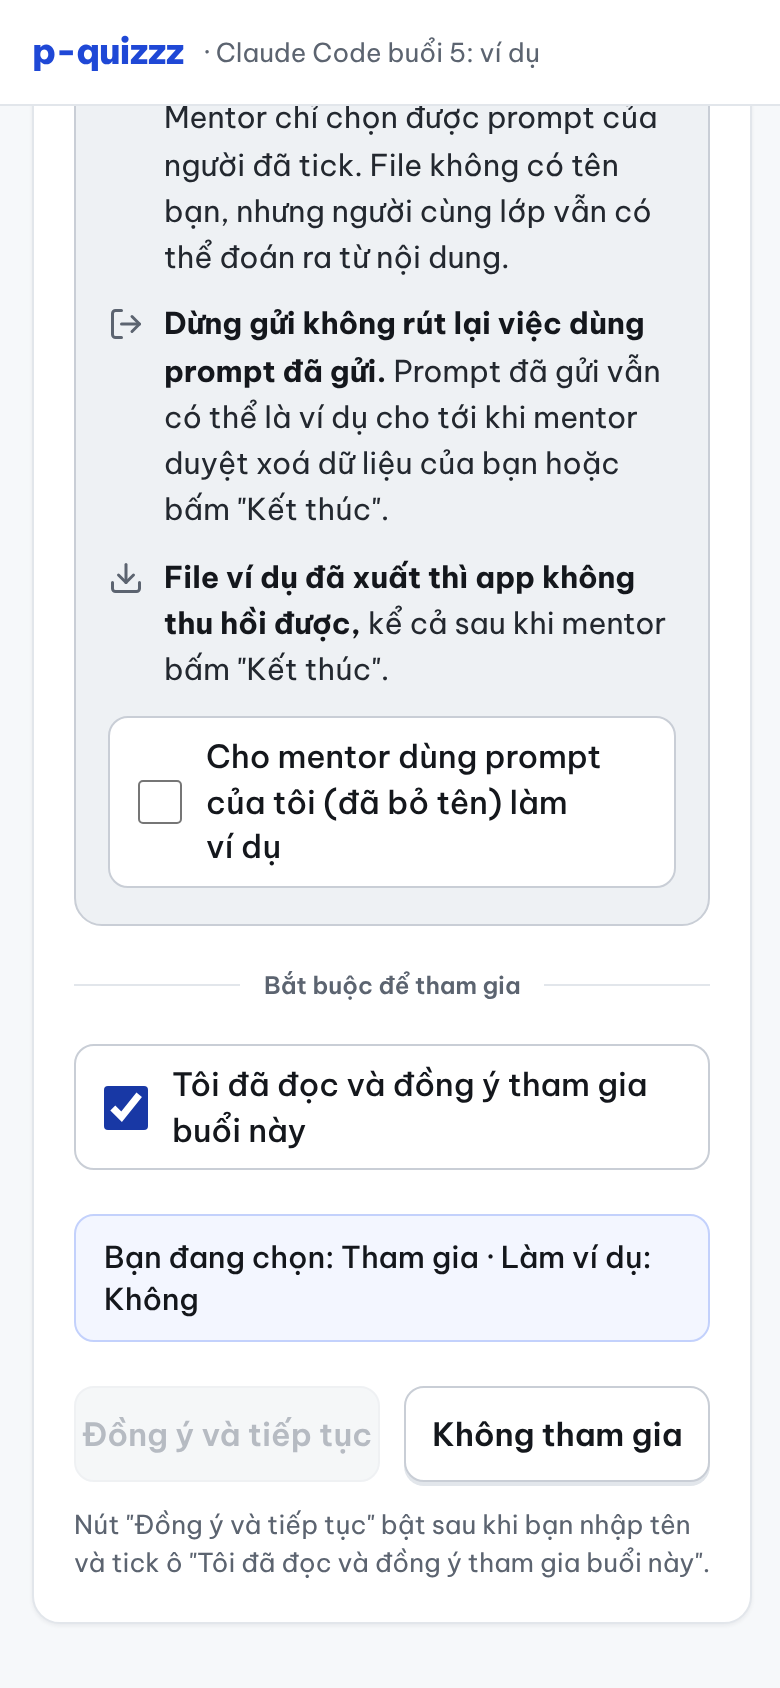 p-quizzz · Claude Code buổi 5: ví dụ
Mentor chỉ chọn được prompt của
người đã tick. File không có tên
bạn, nhưng người cùng lớp vẫn có
thể đoán ra từ nội dung.
Dừng gửi không rút lại việc dùng
prompt đã gửi. Prompt đã gửi vẫn
có thể là ví dụ cho tới khi mentor
duyệt xoá dữ liệu của bạn hoặc
bấm "Kết thúc".
File ví dụ đã xuất thì app không
thu hồi được, kể cả sau khi mentor
bấm "Kết thúc".
Cho mentor dùng prompt
của tôi (đã bỏ tên) làm
ví dụ
Bắt buộc để tham gia
Tôi đã đọc và đồng ý tham gia
buổi này
Bạn đang chọn: Tham gia · Làm ví dụ:
Không
Đồng ý và tiếp tục
Không tham gia
Nút "Đồng ý và tiếp tục" bật sau khi bạn nhập tên
và tick ô "Tôi đã đọc và đồng ý tham gia buổi này".